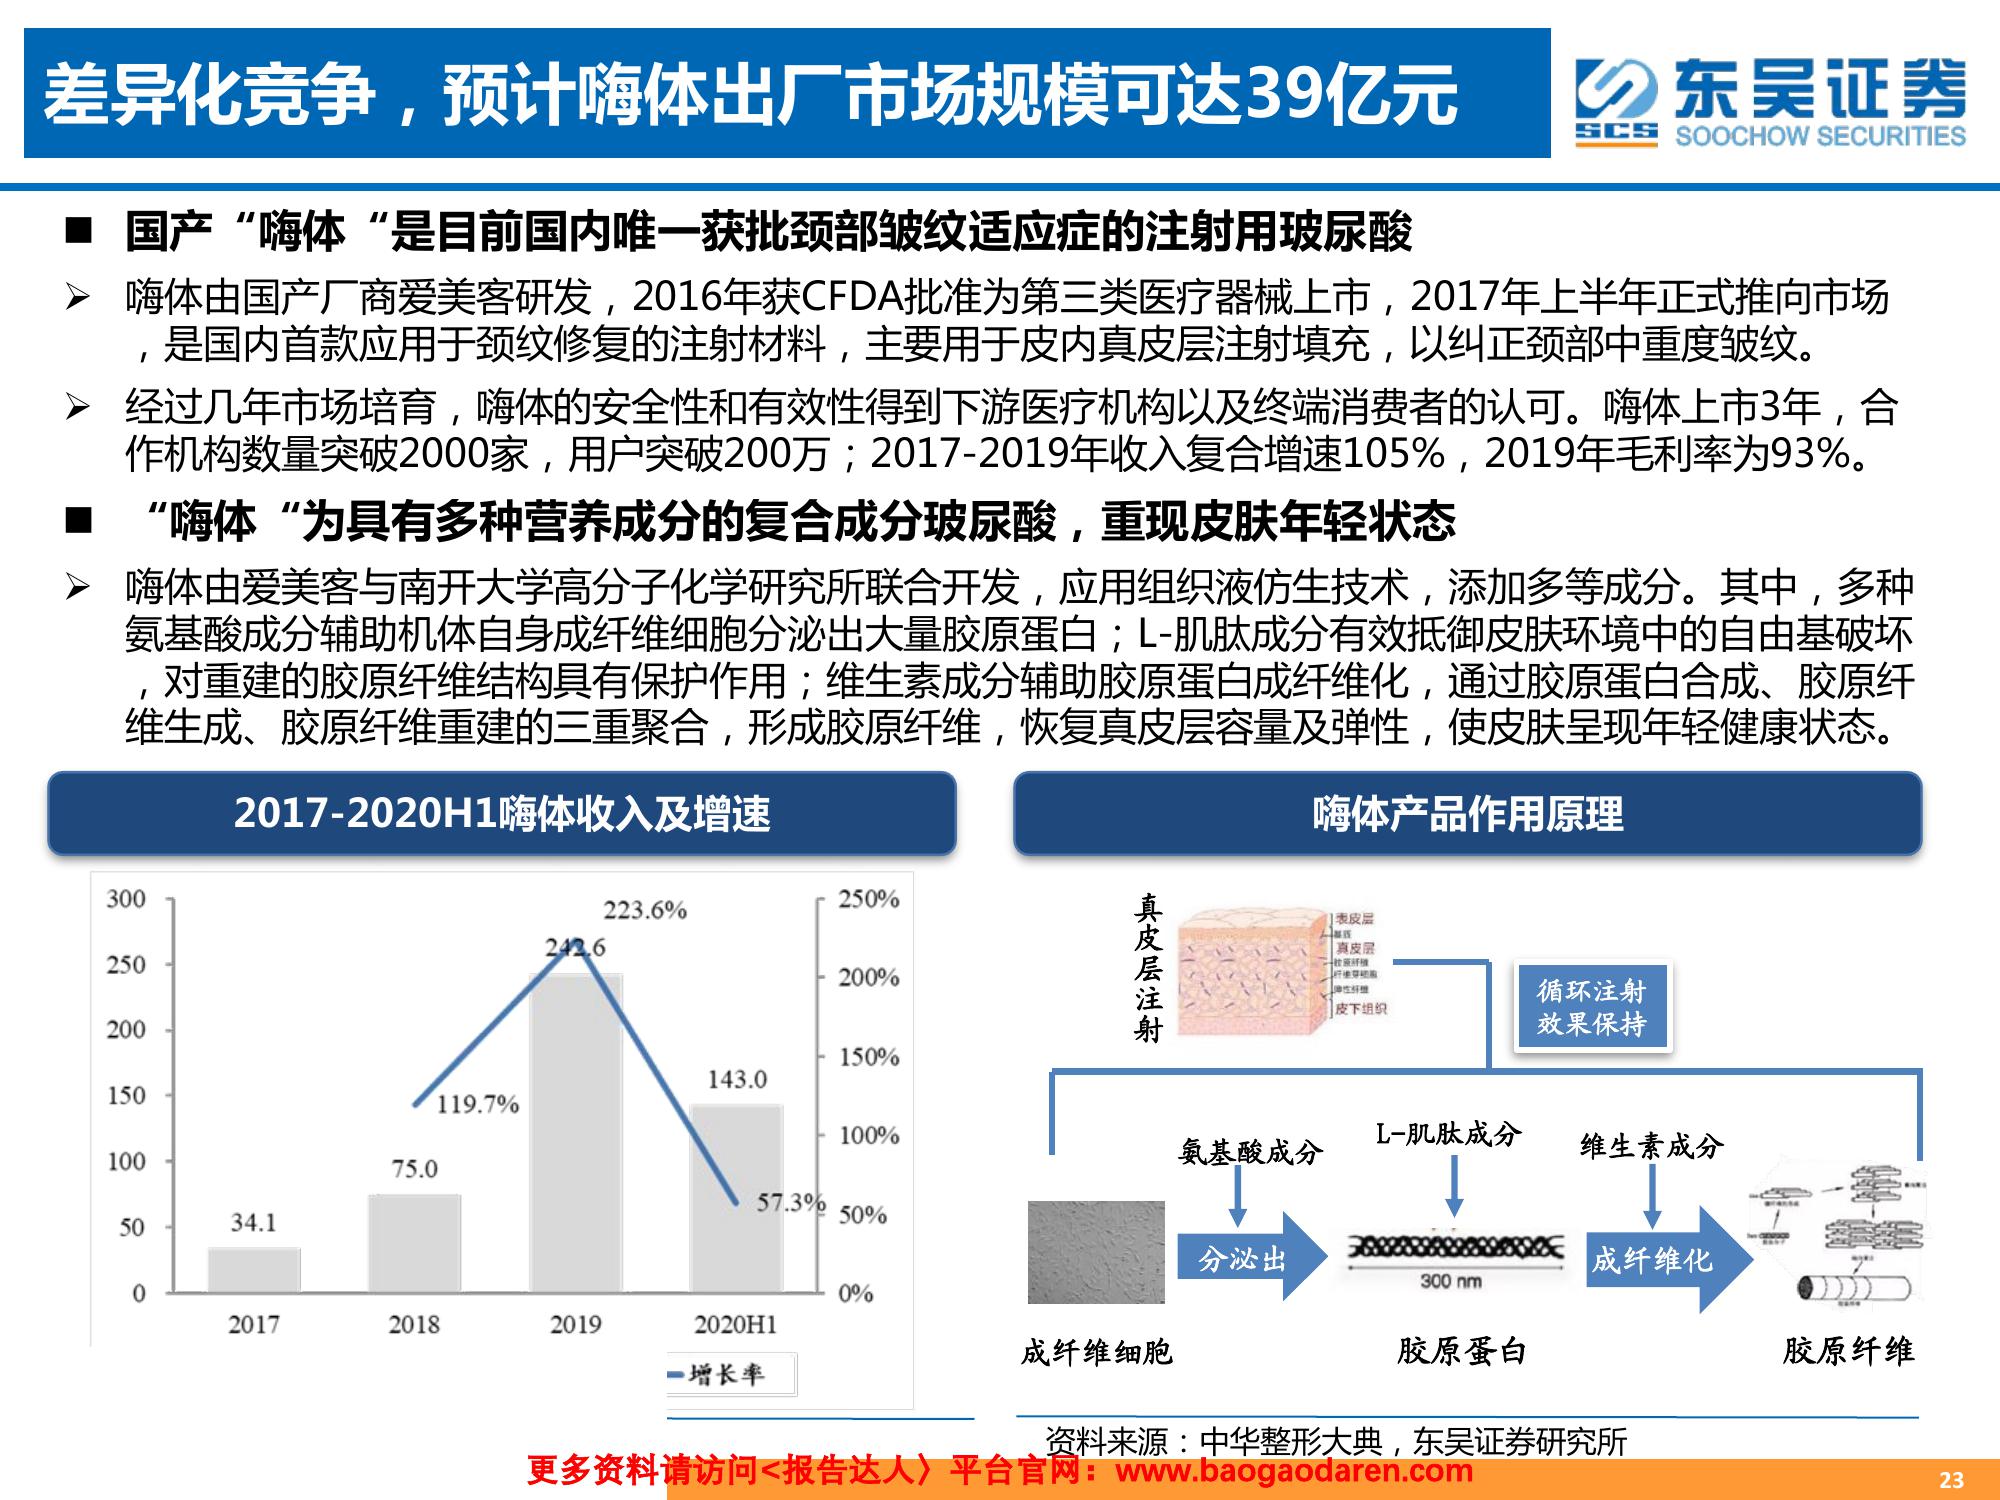 差异化竞争，预计嗨体出厂市场规模可达39亿元
SCS
东吴证券
SOOCHOW SECURITIES
■ 国产“嗨体“是目前国内唯一获批颈部皱纹适应症的注射用玻尿酸
➢ 嗨体由国产厂商爱美客研发，2016年获CFDA批准为第三类医疗器械上市，2017年上半年正式推向市场
，是国内首款应用于颈纹修复的注射材料，主要用于皮内真皮层注射填充，以纠正颈部中重度皱纹。
➢ 经过几年市场培育，嗨体的安全性和有效性得到下游医疗机构以及终端消费者的认可。嗨体上市3年，合
作机构数量突破2000家，用户突破200万；2017-2019年收入复合增速105%，2019年毛利率为93%。
■ “嗨体“为具有多种营养成分的复合成分玻尿酸，重现皮肤年轻状态
➢ 嗨体由爱美客与南开大学高分子化学研究所联合开发，应用组织液仿生技术，添加多等成分。其中，多种
氨基酸成分辅助机体自身成纤维细胞分泌出大量胶原蛋白；L-肌肽成分有效抵御皮肤环境中的自由基破坏
，对重建的胶原纤维结构具有保护作用；维生素成分辅助胶原蛋白成纤维化，通过胶原蛋白合成、胶原纤
维生成、胶原纤维重建的三重聚合，形成胶原纤维，恢复真皮层容量及弹性，使皮肤呈现年轻健康状态。
2017-2020H1嗨体收入及增速
300
250
200
150
100
50
0
250%
200%
150%
100%
50%
0%
223.6%
242.6
143.0
119.7%
75.0
57.3%
34.1
2017 2018 2019 2020H1
增长率
嗨体产品作用原理
真皮层注射
表皮层
真皮层
胶原纤维
弹性纤维
皮下组织
循环注射
效果保持
氨基酸成分
L-肌肽成分
维生素成分
分泌出
300 nm
成纤维化
成纤维细胞
胶原蛋白
胶原纤维
资料来源：中华整形大典，东吴证券研究所
更多资料请访问<报告达人〉平台官网：www.baogaodaren.com
23